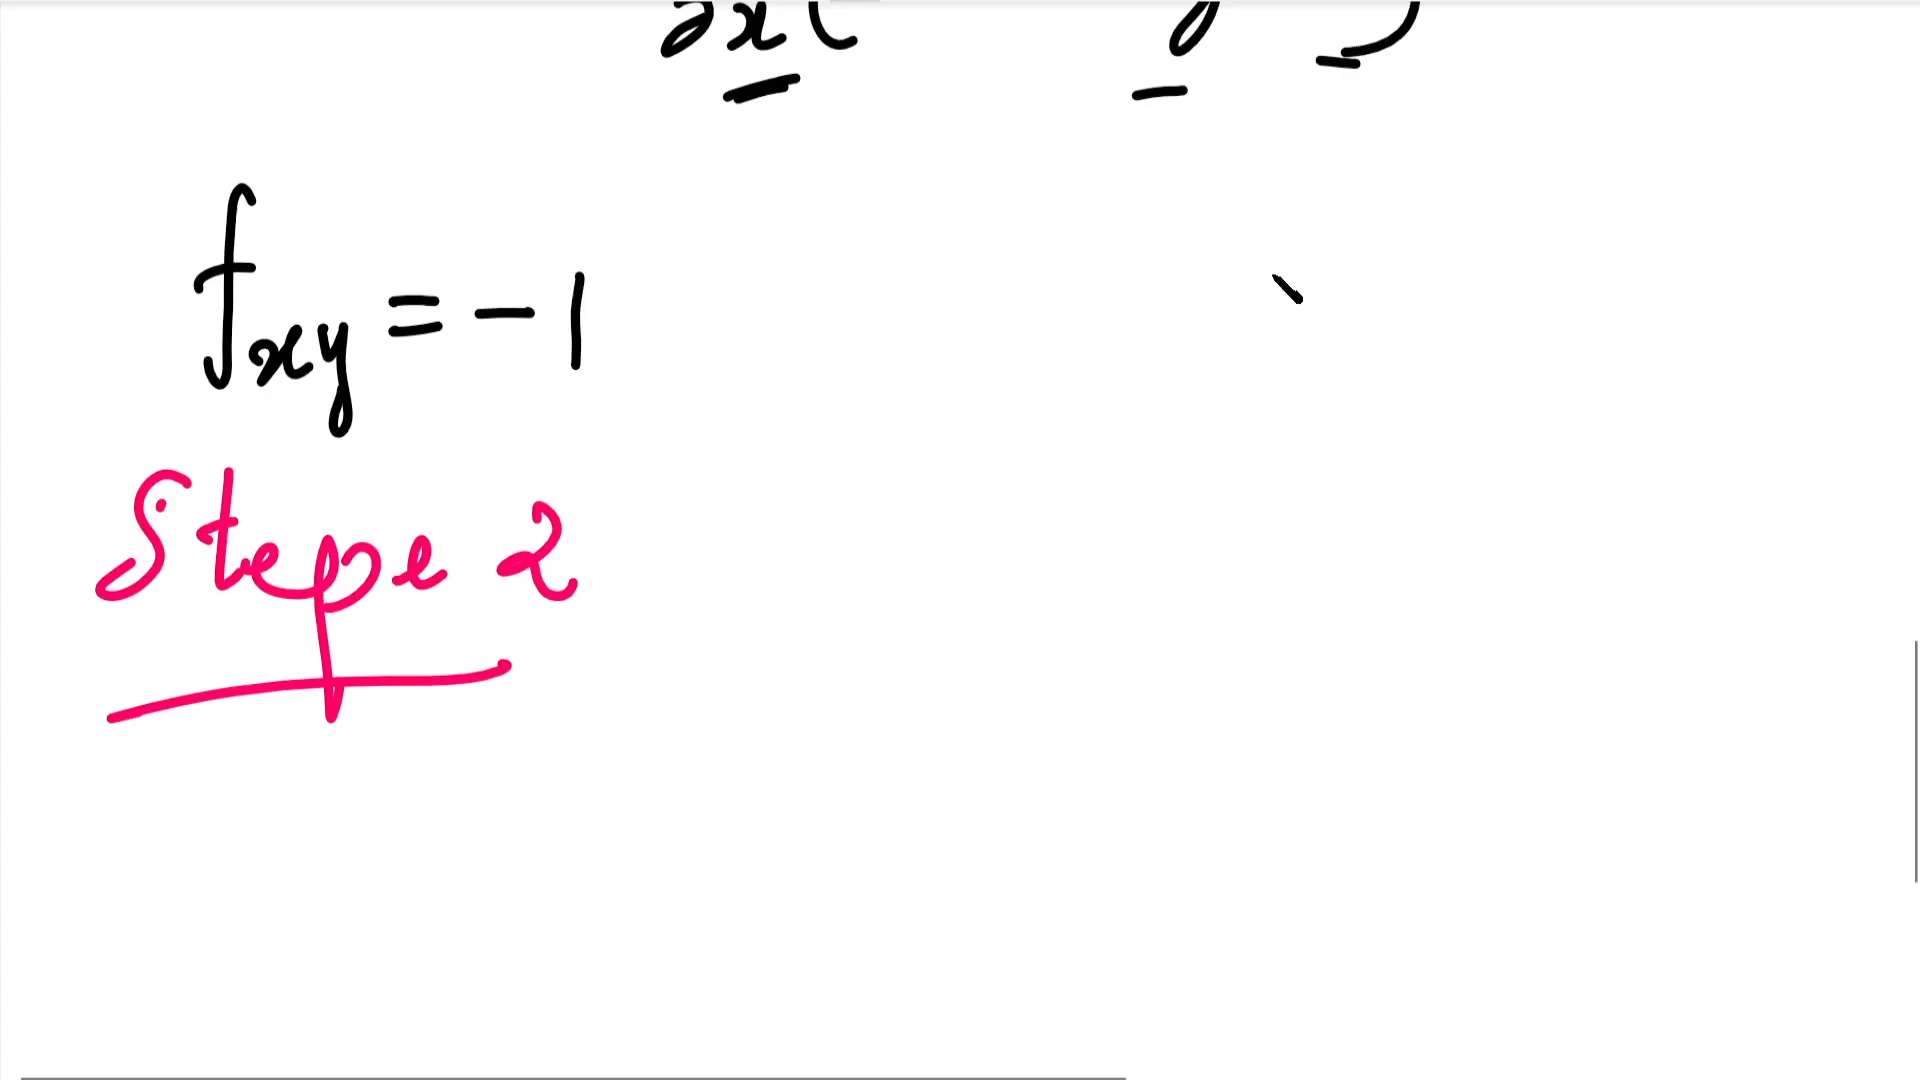 ∂x(
f_xy = -1
Stepe 2